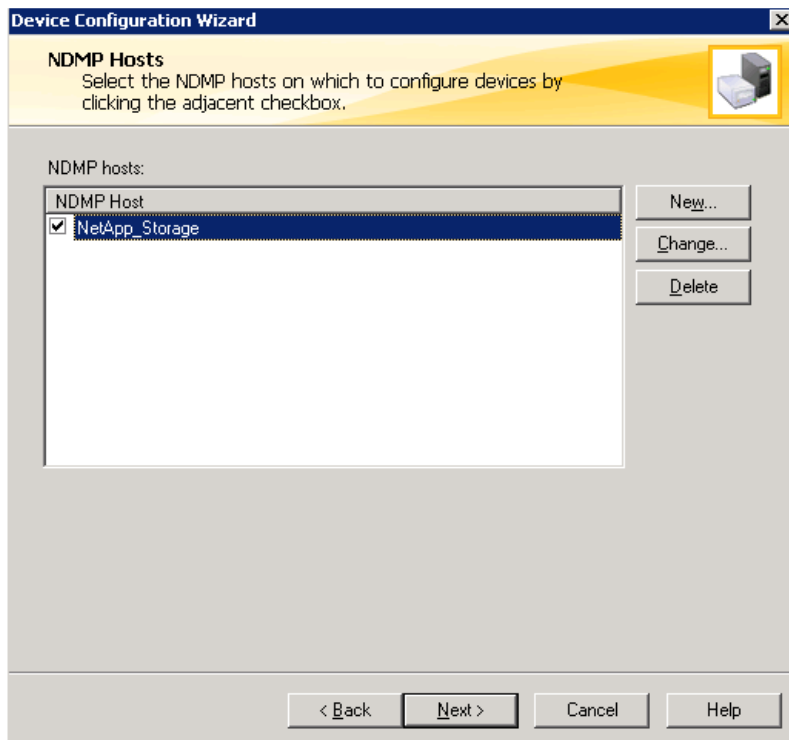 Device Configuration Wizard
NDMP Hosts
Select the NDMP hosts on which to configure devices by
clicking the adjacent checkbox.
NDMP hosts:
NDMP Host
NetApp_Storage
New...
Change...
Delete
< Back
Next >
Cancel
Help